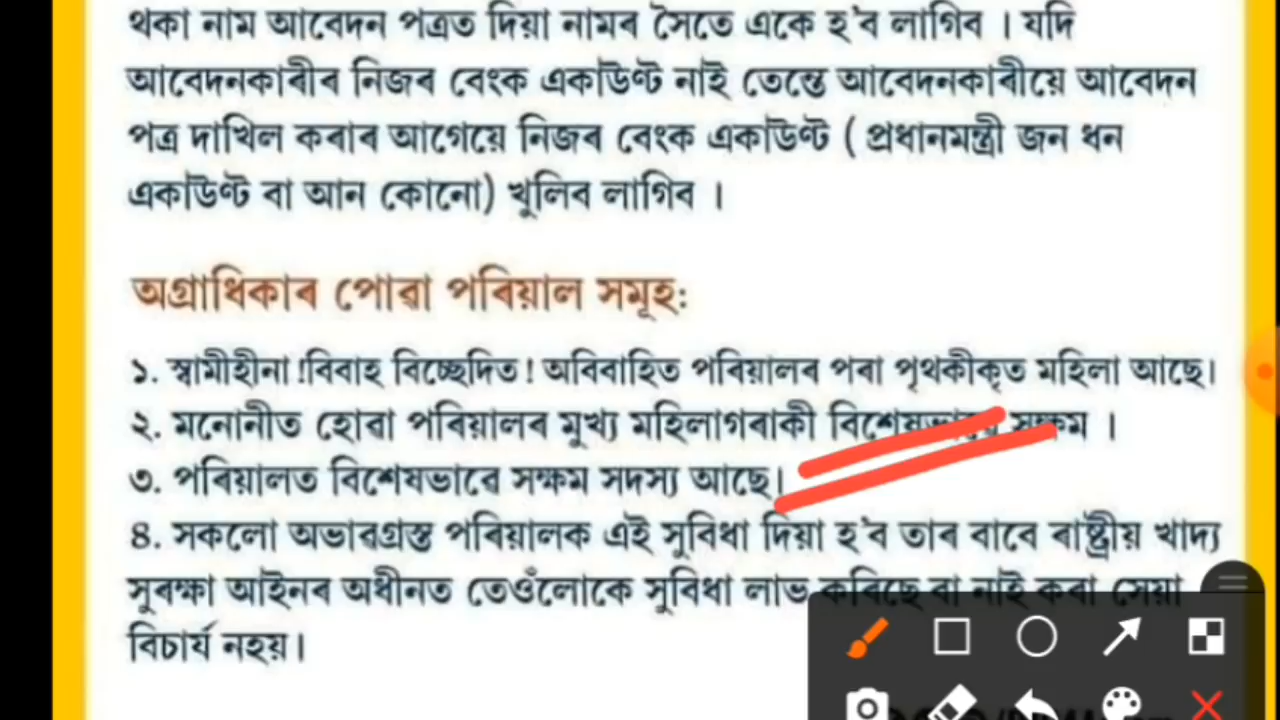 থকা নাম আবেদন পত্ৰত দিয়া নামৰ সৈতে একে হ'ব লাগিব । যদি
আবেদনকাৰীৰ নিজৰ বেংক একাউণ্ট নাই তেন্তে আবেদনকাৰীয়ে আবেদন
পত্ৰ দাখিল কৰাৰ আগেয়ে নিজৰ বেংক একাউণ্ট ( প্ৰধানমন্ত্ৰী জন ধন
একাউণ্ট বা আন কোনো) খুলিব লাগিব ।
অগ্ৰাধিকাৰ পোৱা পৰিয়াল সমূহ:
১. স্বামীহীনা !বিবাহ বিচ্ছেদিত ! অবিবাহিত পৰিয়ালৰ পৰা পৃথকীকৃত মহিলা আছে।
২. মনোনীত হোৱা পৰিয়ালৰ মুখ্য মহিলাগৰাকী বিশেষভাৱে সক্ষম ।
৩. পৰিয়ালত বিশেষভাৱে সক্ষম সদস্য আছে।
৪. সকলো অভাৱগ্ৰস্ত পৰিয়ালক এই সুবিধা দিয়া হ'ব তাৰ বাবে ৰাষ্ট্ৰীয় খাদ্য
সুৰক্ষা আইনৰ অধীনত তেওঁলোকে সুবিধা লাভ কৰিছে বা নাই কৰা সেয়া
বিচাৰ্য নহয়।